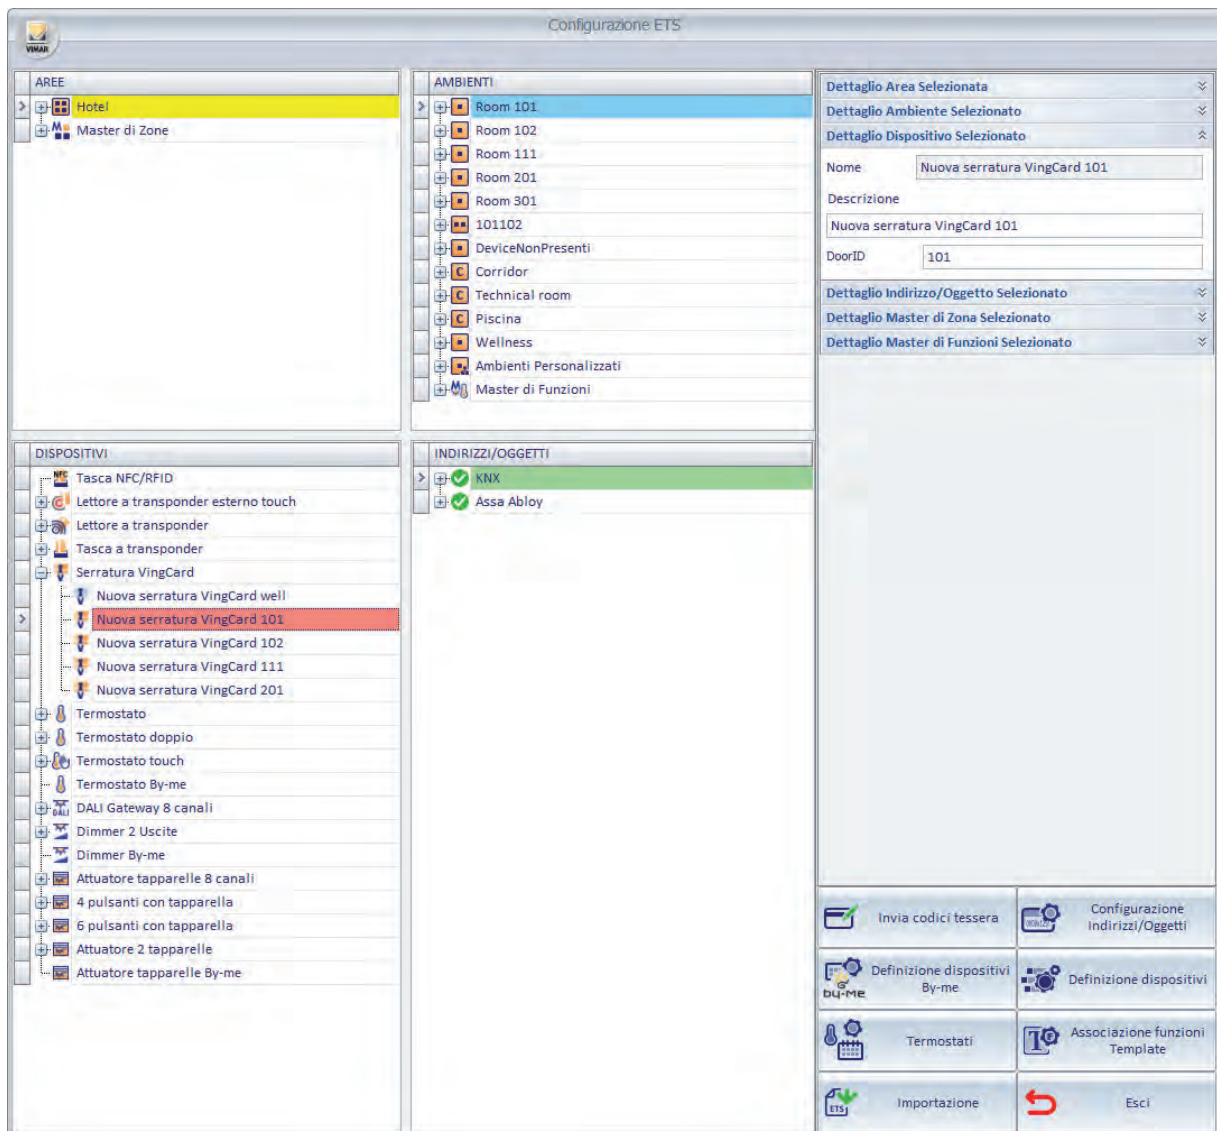 Configurazione ETS
VIMAR
AREE
Hotel
Master di Zone
AMBIENTI
Room 101
Room 102
Room 111
Room 201
Room 301
101102
DeviceNonPresenti
Corridor
Technical room
Piscina
Wellness
Ambienti Personalizzati
Master di Funzioni
Dettaglio Area Selezionata
Dettaglio Ambiente Selezionato
Dettaglio Dispositivo Selezionato
Nome Nuova serratura VingCard 101
Descrizione
Nuova serratura VingCard 101
DoorID 101
Dettaglio Indirizzo/Oggetto Selezionato
Dettaglio Master di Zona Selezionato
Dettaglio Master di Funzioni Selezionato
DISPOSITIVI
Tasca NFC/RFID
Lettore a transponder esterno touch
Lettore a transponder
Tasca a transponder
Serratura VingCard
Nuova serratura VingCard well
Nuova serratura VingCard 101
Nuova serratura VingCard 102
Nuova serratura VingCard 111
Nuova serratura VingCard 201
Termostato
Termostato doppio
Termostato touch
Termostato By-me
DALI Gateway 8 canali
Dimmer 2 Uscite
Dimmer By-me
Attuatore tapparelle 8 canali
4 pulsanti con tapparella
6 pulsanti con tapparella
Attuatore 2 tapparelle
Attuatore tapparelle By-me
INDIRIZZI/OGGETTI
KNX
Assa Abloy
Invia codici tessera
Configurazione
Indirizzi/Oggetti
Definizione dispositivi
By-me
by-me
Definizione dispositivi
Termostati
Associazione funzioni
Template
ETS
Importazione
Esci